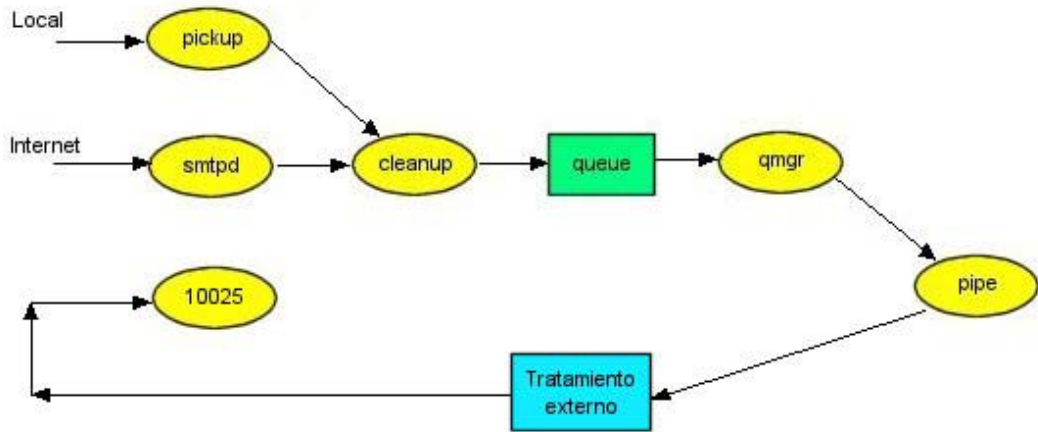 Local
pickup
Internet
smtpd
cleanup
queue
qmgr
10025
pipe
Tratamiento
externo